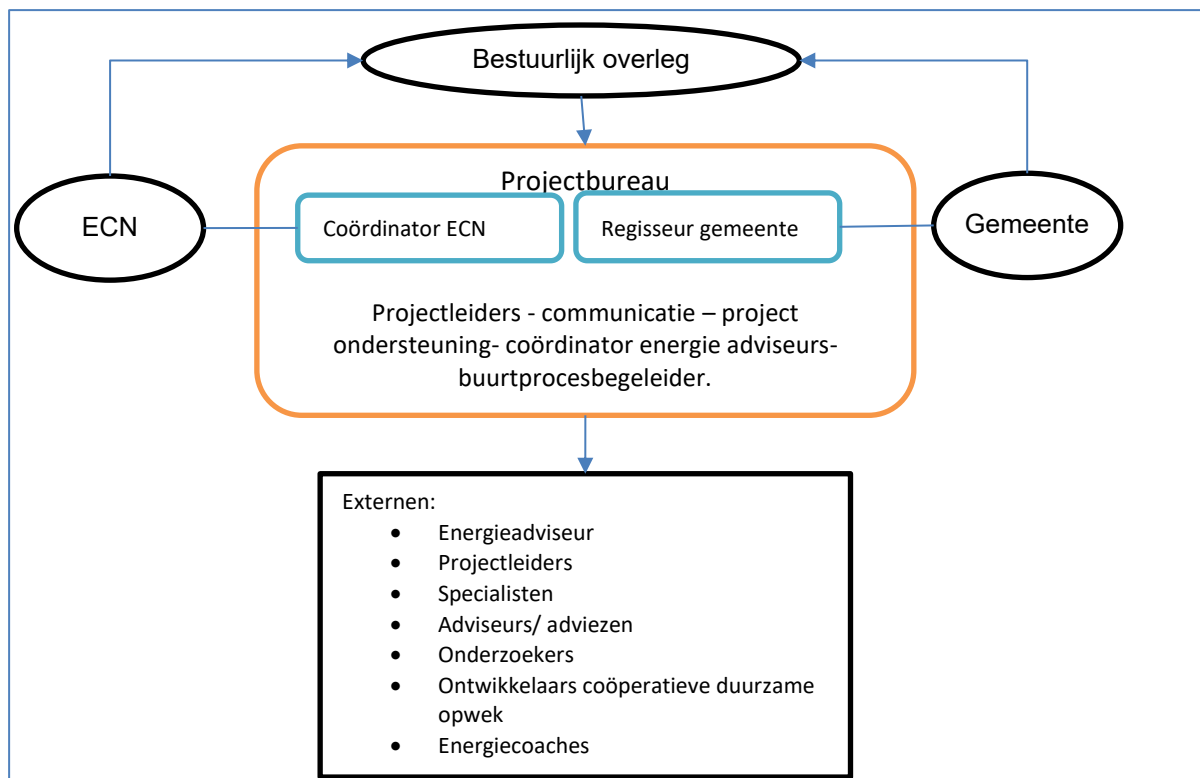 Bestuurlijk overleg
Projectbureau
ECN
Coördinator ECN
Regisseur gemeente
Gemeente
Projectleiders - communicatie – project
ondersteuning- coördinator energie adviseurs-
buurtprocesbegeleider.
Externen:
• Energieadviseur
• Projectleiders
• Specialisten
• Adviseurs/ adviezen
• Onderzoekers
• Ontwikkelaars coöperatieve duurzame
opwek
• Energiecoaches